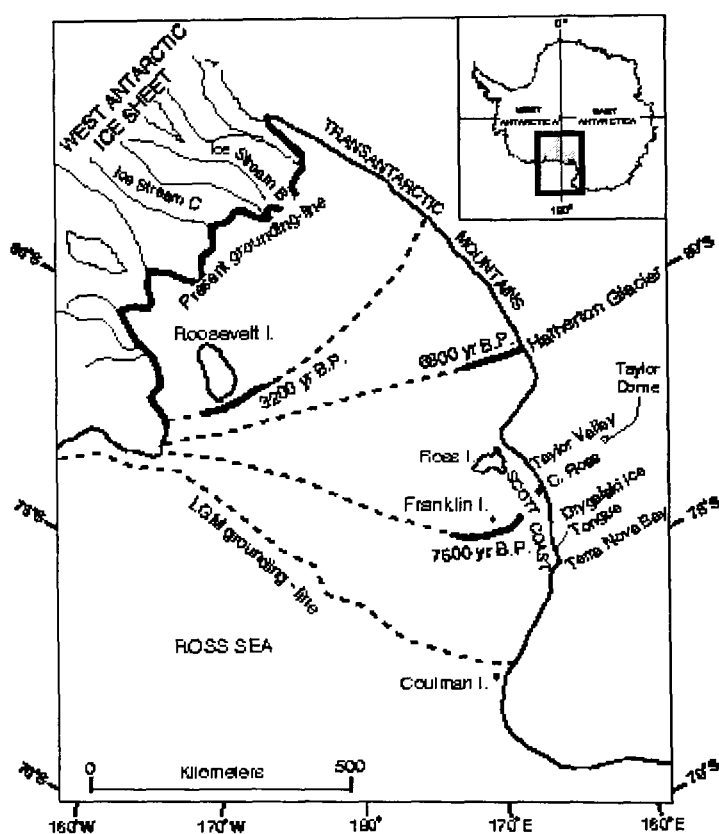 0°
WEST ANTARCTICA
EAST ANTARCTICA
180°
WEST ANTARCTIC
ICE SHEET
Ice Stream B
Ice Stream C
TRANSANTARCTIC
MOUNTAINS
Present grounding-line
80°S
80°S
Roosevelt I.
3200 yr B.P.
6800 yr B.P.
Hatherton Glacier
Taylor
Dome
Ross I.
Taylor Valley
C. Ross
SCOTT COAST
Franklin I.
7600 yr B.P.
Drygalski Ice
Tongue
Terra Nova Bay
LGM grounding-line
ROSS SEA
Coulman I.
0
500
Kilometers
160°W
170°W
180°
170°E
160°E